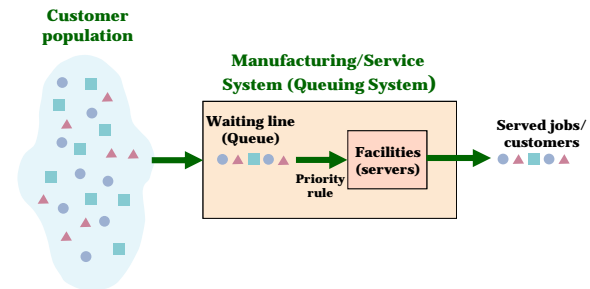 Customer
population
Manufacturing/Service
System (Queuing System)
Waiting line
(Queue)
Priority
rule
Facilities
(servers)
Served jobs/
customers